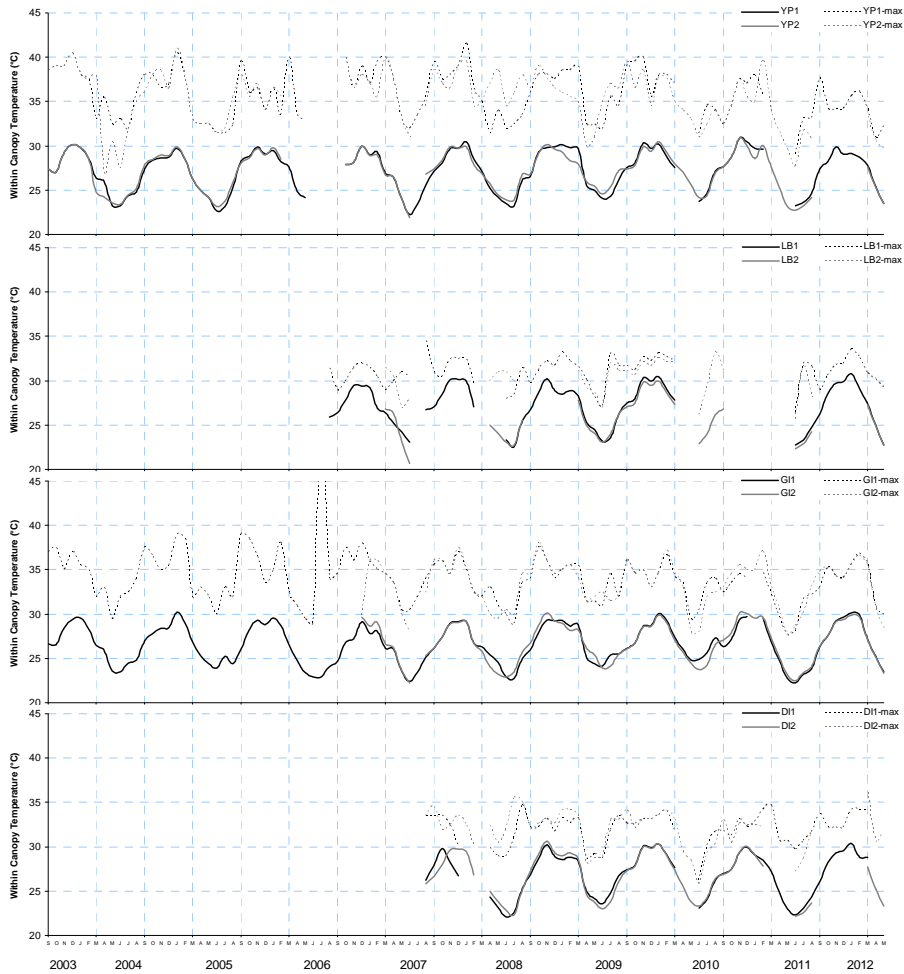 YP1 YP1-max
YP2 YP2-max
Within Canopy Temperature (°C)
45
40
35
30
25
20
LB1 LB1-max
LB2 LB2-max
Within Canopy Temperature (°C)
45
40
35
30
25
20
GI1 GI1-max
GI2 GI2-max
Within Canopy Temperature (°C)
45
40
35
30
25
20
DI1 DI1-max
DI2 DI2-max
Within Canopy Temperature (°C)
45
40
35
30
25
20
S O N D J F M A M J J A S O N D J F M A M J J A S O N D J F M A M J J A S O N D J F M A M J J A S O N D J F M A M J J A S O N D J F M A M J J A S O N D J F M A M J J A S O N D J F M A M J J A S O N D J F M A M
2003 2004 2005 2006 2007 2008 2009 2010 2011 2012